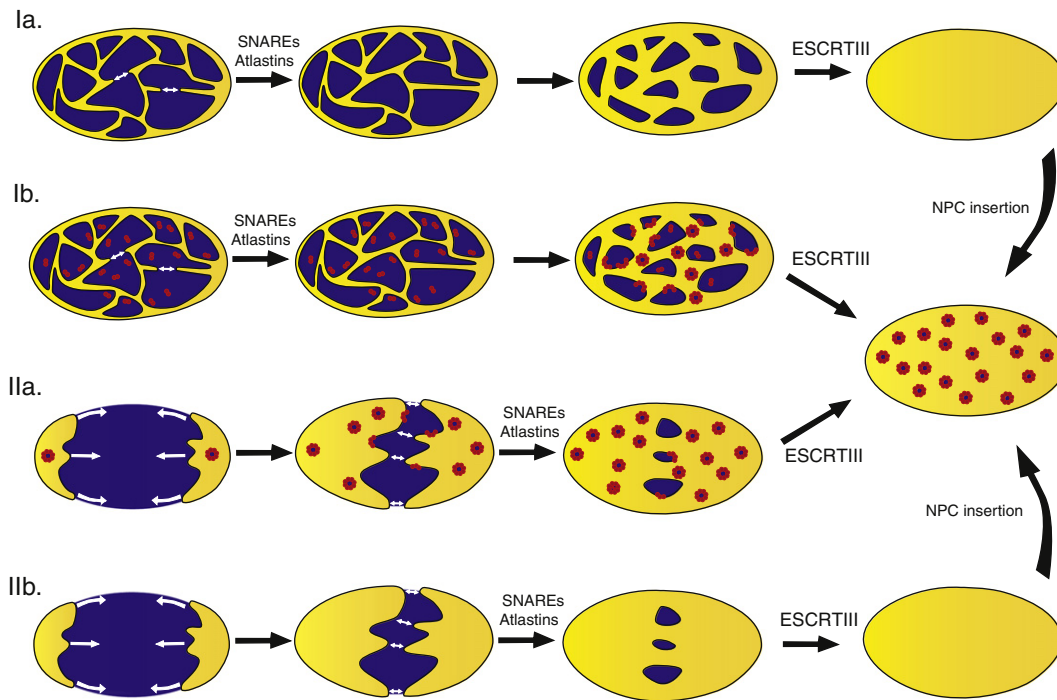 Ia.
SNAREs
Atlastins
ESCRTIII
NPC insertion
Ib.
SNAREs
Atlastins
ESCRTIII
IIa.
SNAREs
Atlastins
ESCRTIII
NPC insertion
IIb.
SNAREs
Atlastins
ESCRTIII